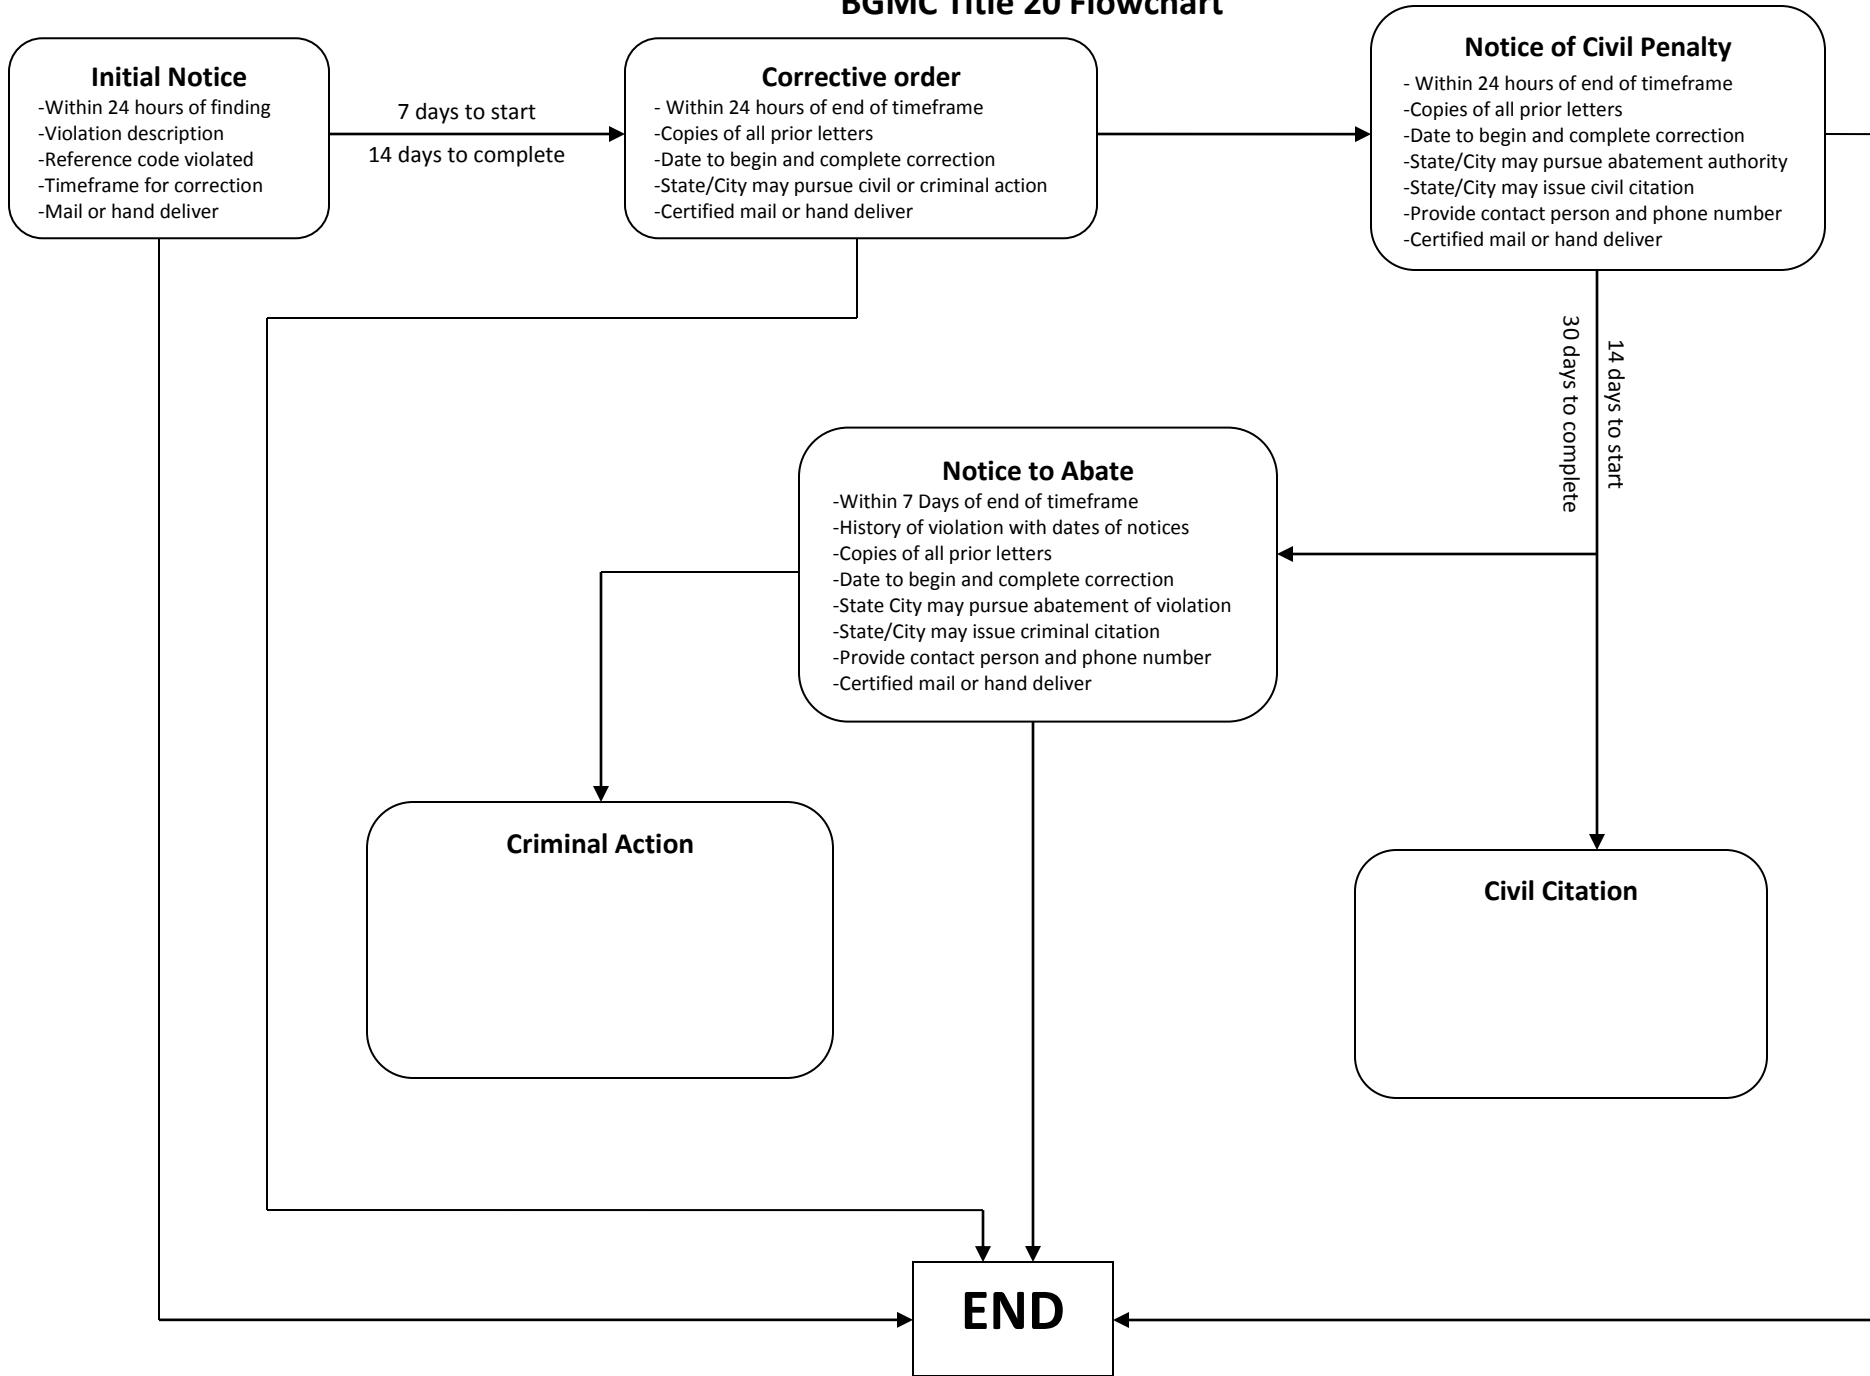 BGMC Title 20 Flowchart
Initial Notice
-Within 24 hours of finding
-Violation description
-Reference code violated
-Timeframe for correction
-Mail or hand deliver
7 days to start
14 days to complete
Corrective order
- Within 24 hours of end of timeframe
-Copies of all prior letters
-Date to begin and complete correction
-State/City may pursue civil or criminal action
-Certified mail or hand deliver
Notice of Civil Penalty
- Within 24 hours of end of timeframe
-Copies of all prior letters
-Date to begin and complete correction
-State/City may pursue abatement authority
-State/City may issue civil citation
-Provide contact person and phone number
-Certified mail or hand deliver
14 days to start
30 days to complete
Notice to Abate
-Within 7 Days of end of timeframe
-History of violation with dates of notices
-Copies of all prior letters
-Date to begin and complete correction
-State City may pursue abatement of violation
-State/City may issue criminal citation
-Provide contact person and phone number
-Certified mail or hand deliver
Criminal Action
Civil Citation
END